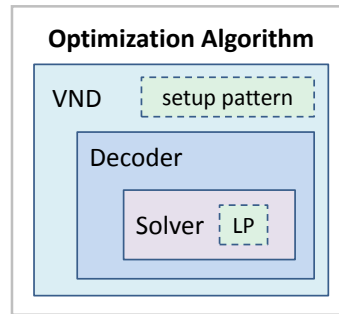 Optimization Algorithm
VND setup pattern
Decoder
Solver LP